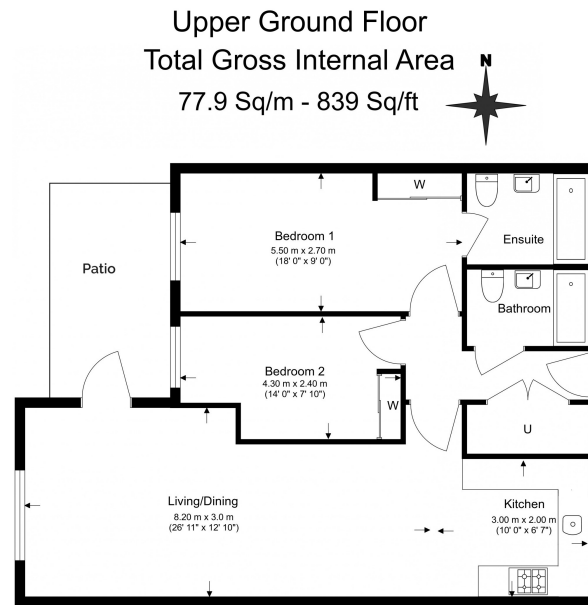 Upper Ground Floor
Total Gross Internal Area
N
77.9 Sq/m - 839 Sq/ft
W
Bedroom 1
5.50 m x 2.70 m
(18' 0" x 9' 0")
Ensuite
Patio
Bathroom
Bedroom 2
4.30 m x 2.40 m
(14' 0" x 7' 10")
W
U
Living/Dining
8.20 m x 3.0 m
(26' 11" x 12' 10")
Kitchen
3.00 m x 2.00 m
(10' 0" x 6' 7")